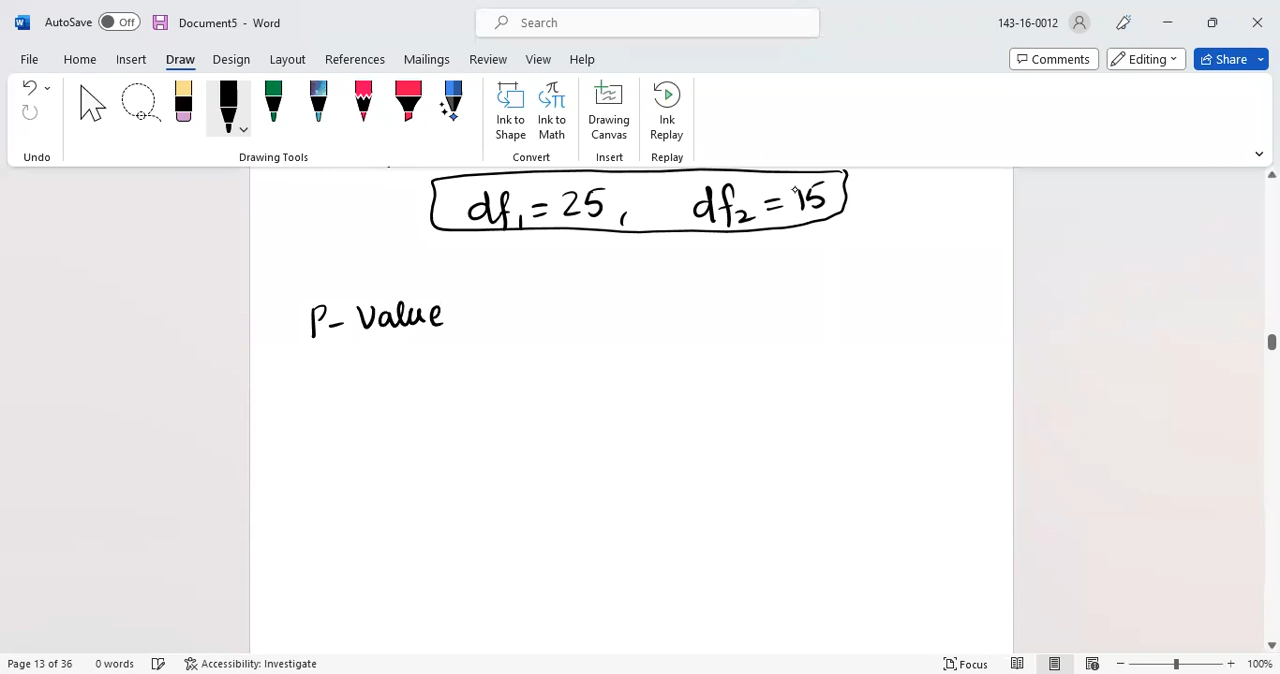 AutoSave Off Document5 - Word Search 143-16-0012
File Home Insert Draw Design Layout References Mailings Review View Help Comments Editing Share
Ink to Shape
Ink to Math
Drawing Canvas
Ink Replay
Undo Drawing Tools Convert Insert Replay
df₁ = 25, df₂ = 15
P- Value
Page 13 of 36 0 words Accessibility: Investigate Focus 100%